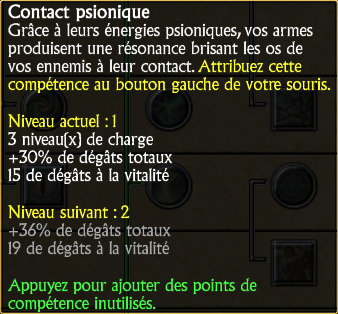 Contact psionique
Grâce à leurs énergies psioniques, vos armes
produisent une résonance brisant les os de
vos ennemis à leur contact. Attribuez cette
compétence au bouton gauche de votre souris.
Niveau actuel : 1
3 niveau(x) de charge
+30% de dégâts totaux
15 de dégâts à la vitalité
Niveau suivant : 2
+36% de dégâts totaux
19 de dégâts à la vitalité
Appuyez pour ajouter des points de
compétence inutilisés.